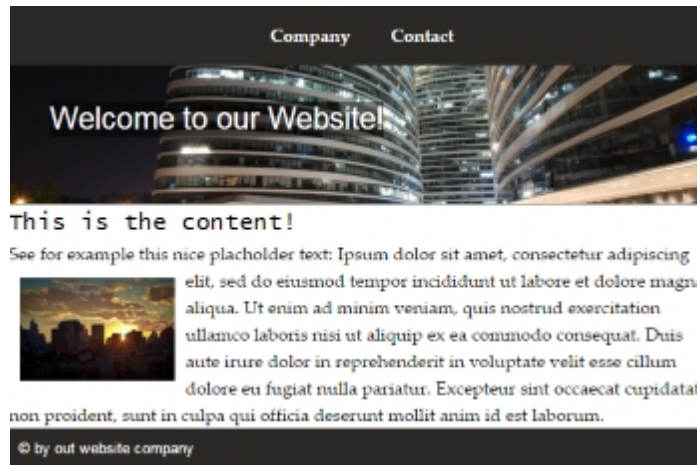 Company Contact
Welcome to our Website!
This is the content!
See for example this nice placholder text: Ipsum dolor sit amet, consectetur adipiscing
elit, sed do eiusmod tempor incididunt ut labore et dolore magna
aliqua. Ut enim ad minim veniam, quis nostrud exercitation
ullamco laboris nisi ut aliquip ex ea commodo consequat. Duis
aute irure dolor in reprehenderit in voluptate velit esse cillum
dolore eu fugiat nulla pariatur. Excepteur sint occaecat cupidatat
non proident, sunt in culpa qui officia deserunt mollit anim id est laborum.
© by out website company